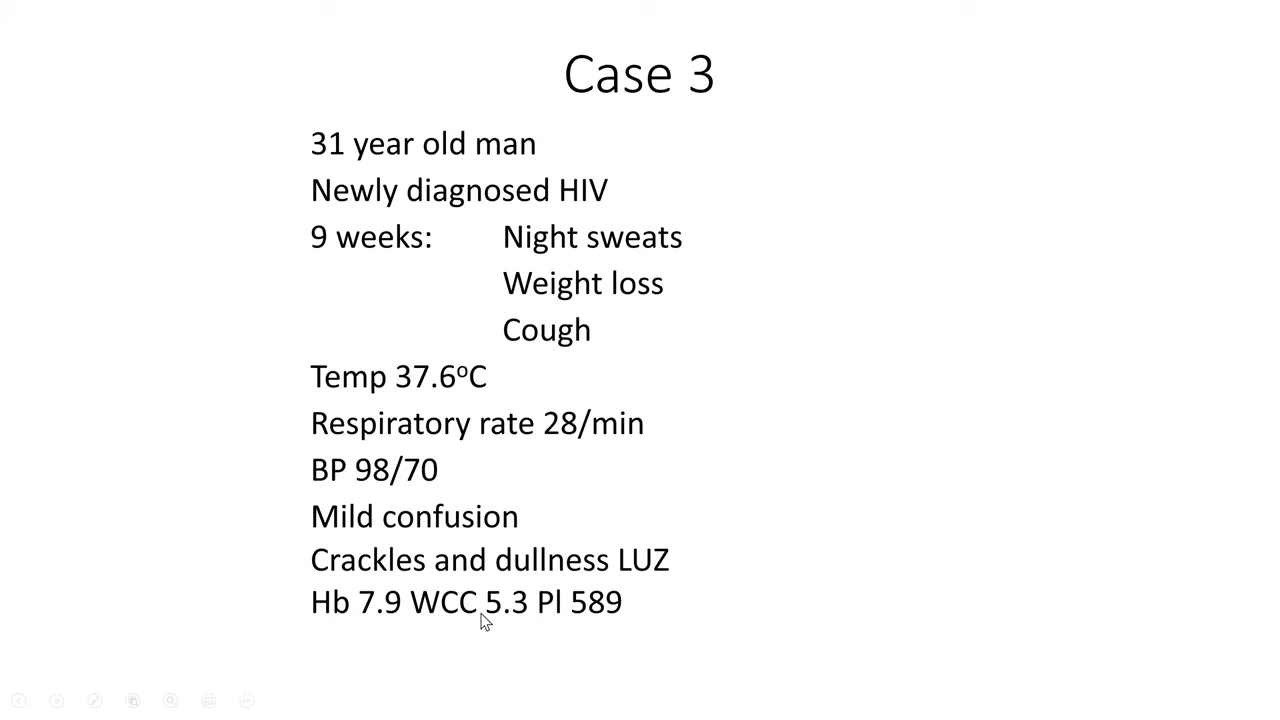 Case 3
31 year old man
Newly diagnosed HIV
9 weeks: Night sweats
Weight loss
Cough
Temp 37.6ºC
Respiratory rate 28/min
BP 98/70
Mild confusion
Crackles and dullness LUZ
Hb 7.9 WCC 5.3 Pl 589